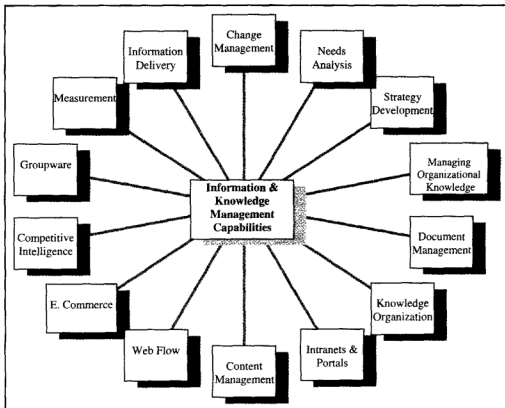 Change
Management
Information
Delivery
Needs
Analysis
Measurement
Strategy
Development
Groupware
Information &
Knowledge
Management
Capabilities
Managing
Organizational
Knowledge
Competitive
Intelligence
Document
Management
E. Commerce
Knowledge
Organization
Web Flow
Content
Management
Intranets &
Portals